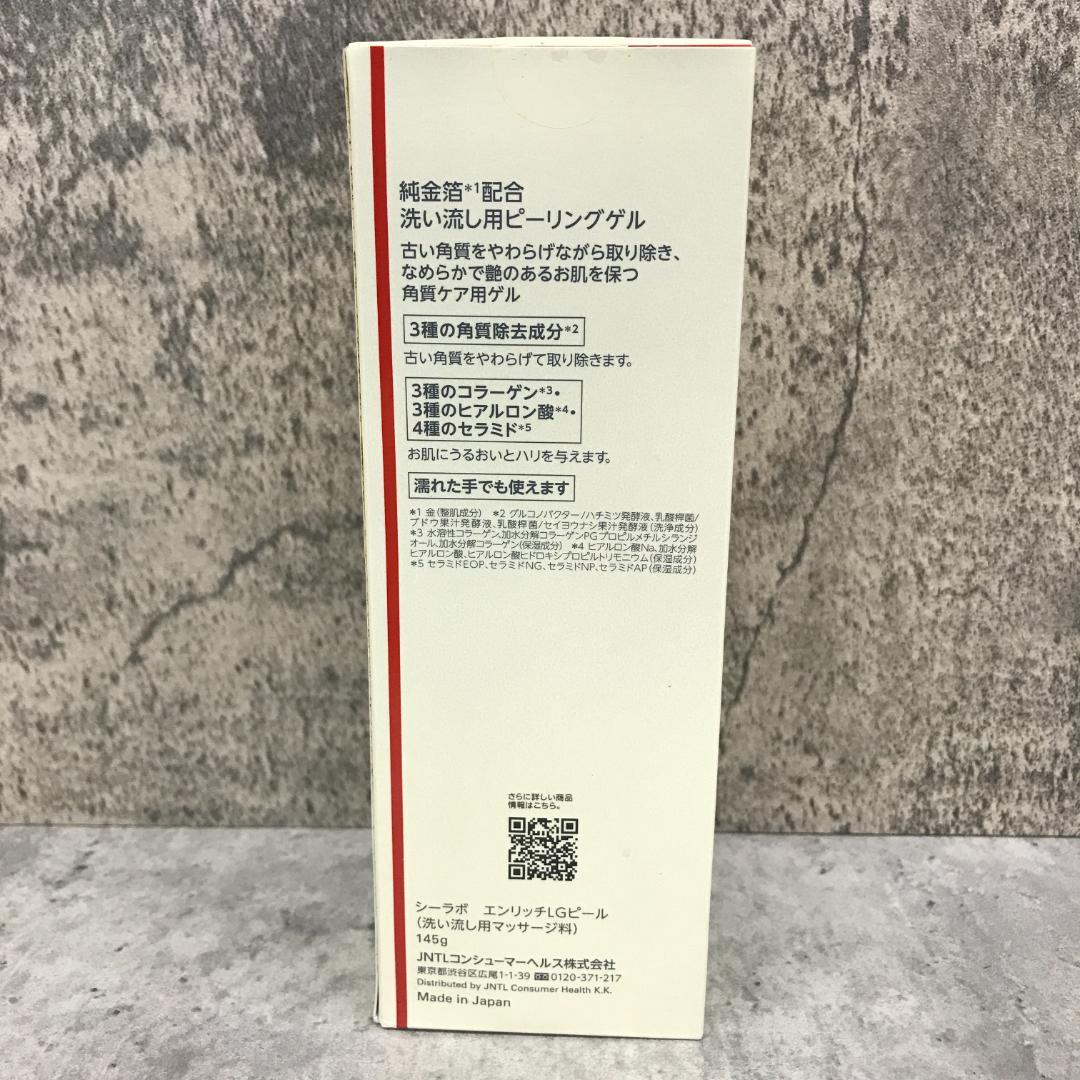 純金箔*1配合
洗い流し用ピーリングゲル
古い角質をやわらげながら取り除き、
なめらかで艶のあるお肌を保つ
角質ケア用ゲル
3種の角質除去成分*2
古い角質をやわらげて取り除きます。
3種のコラーゲン*3・
3種のヒアルロン酸*4・
4種のセラミド*5
お肌にうるおいとハリを与えます。
濡れた手でも使えます
*1 金(整肌成分) *2 グルコノバクター/ハチミツ発酵液、乳酸桿菌/
ブドウ果汁発酵液、乳酸桿菌/セイヨウナシ果汁発酵液(洗浄成分)
*3 水溶性コラーゲン、加水分解コラーゲンPGプロピルメチルシランジ
オール、加水分解コラーゲン(保湿成分) *4 ヒアルロン酸Na、加水分解
ヒアルロン酸、ヒアルロン酸ヒドロキシプロピルトリモニウム(保湿成分)
*5 セラミドEOP、セラミドNG、セラミドNP、セラミドAP(保湿成分)
さらに詳しい商品
情報はこちら。
シーラボ エンリッチLGピール
(洗い流し用マッサージ料)
145g
JNTLコンシューマーヘルス株式会社
東京都渋谷区広尾1-1-39 0120-371-217
Distributed by JNTL Consumer Health K.K.
Made in Japan